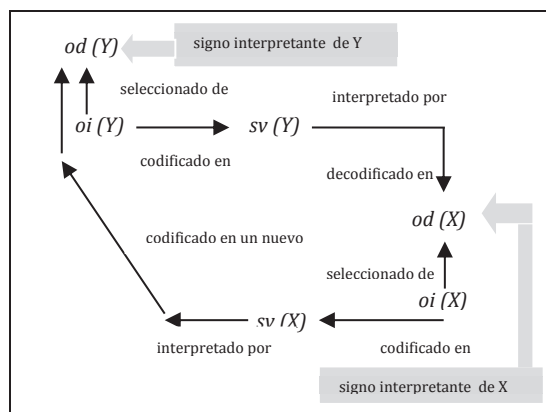 od (Y)
signo interpretante de Y
seleccionado de
interpretado por
oi (Y)
sv (Y)
codificado en
decodificado en
od (X)
codificado en un nuevo
seleccionado de
oi (X)
sv (X)
interpretado por
codificado en
signo interpretante de X